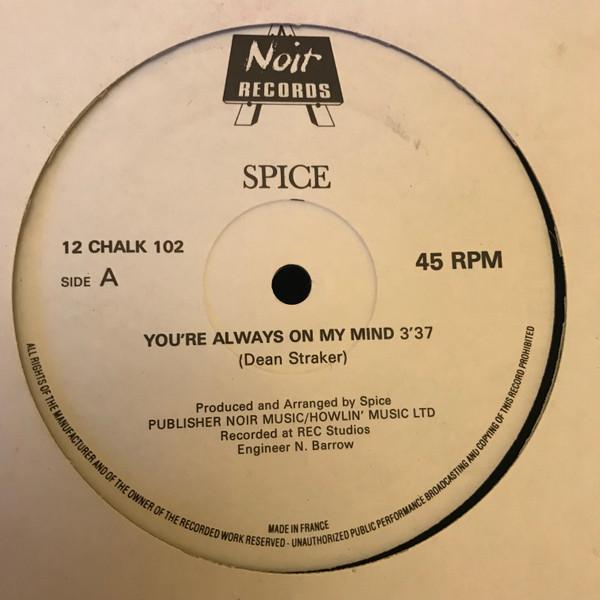 Noir
RECORDS
SPICE
12 CHALK 102
SIDE A
45 RPM
YOU'RE ALWAYS ON MY MIND 3'37
(Dean Straker)
Produced and Arranged by Spice
PUBLISHER NOIR MUSIC/HOWLIN' MUSIC LTD
Recorded at REC Studios
Engineer N. Barrow
MADE IN FRANCE
ALL RIGHTS OF THE MANUFACTURER AND OF THE OWNER OF THE RECORDED WORK RESERVED - UNAUTHORIZED PUBLIC PERFORMANCE BROADCASTING AND COPYING OF THIS RECORD PROHIBITED